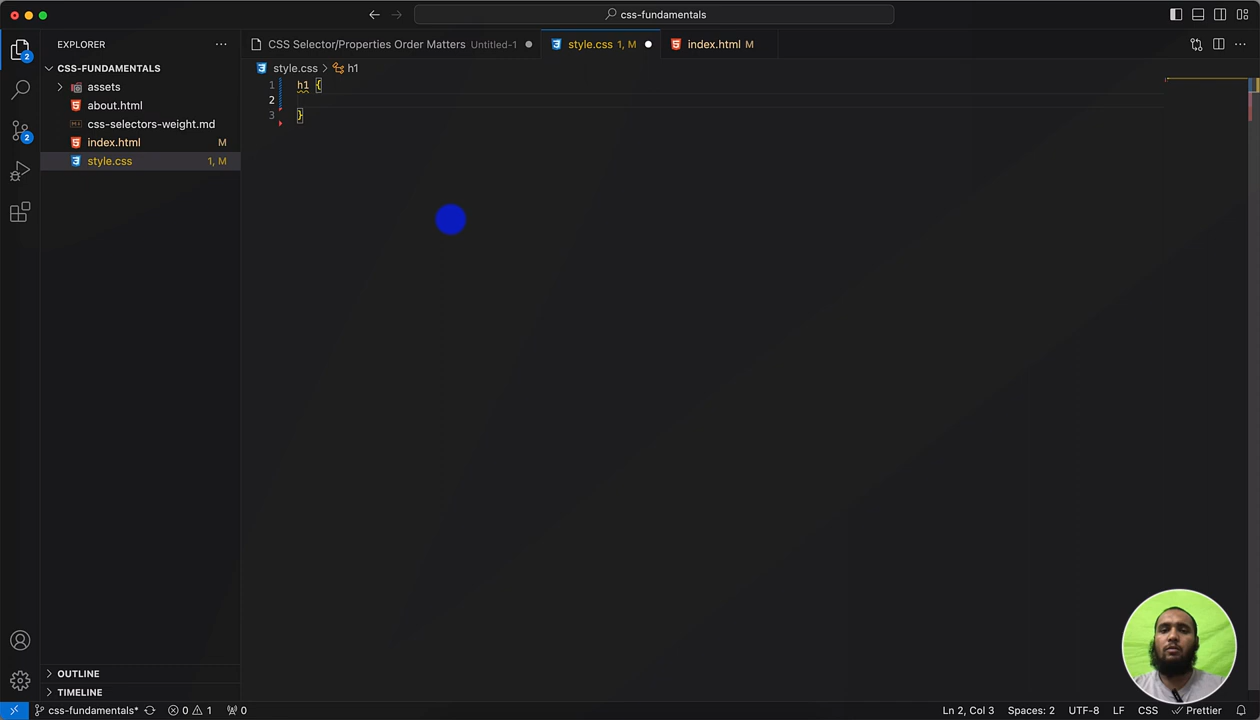 css-fundamentals
EXPLORER
CSS Selector/Properties Order Matters Untitled-1
style.css 1, M
index.html M
CSS-FUNDAMENTALS
style.css > h1
assets
1 h1 {
about.html
2
css-selectors-weight.md
3 }
index.html M
style.css 1, M
2
2
OUTLINE
TIMELINE
css-fundamentals* 0 1 0
Ln 2, Col 3 Spaces: 2 UTF-8 LF CSS Prettier